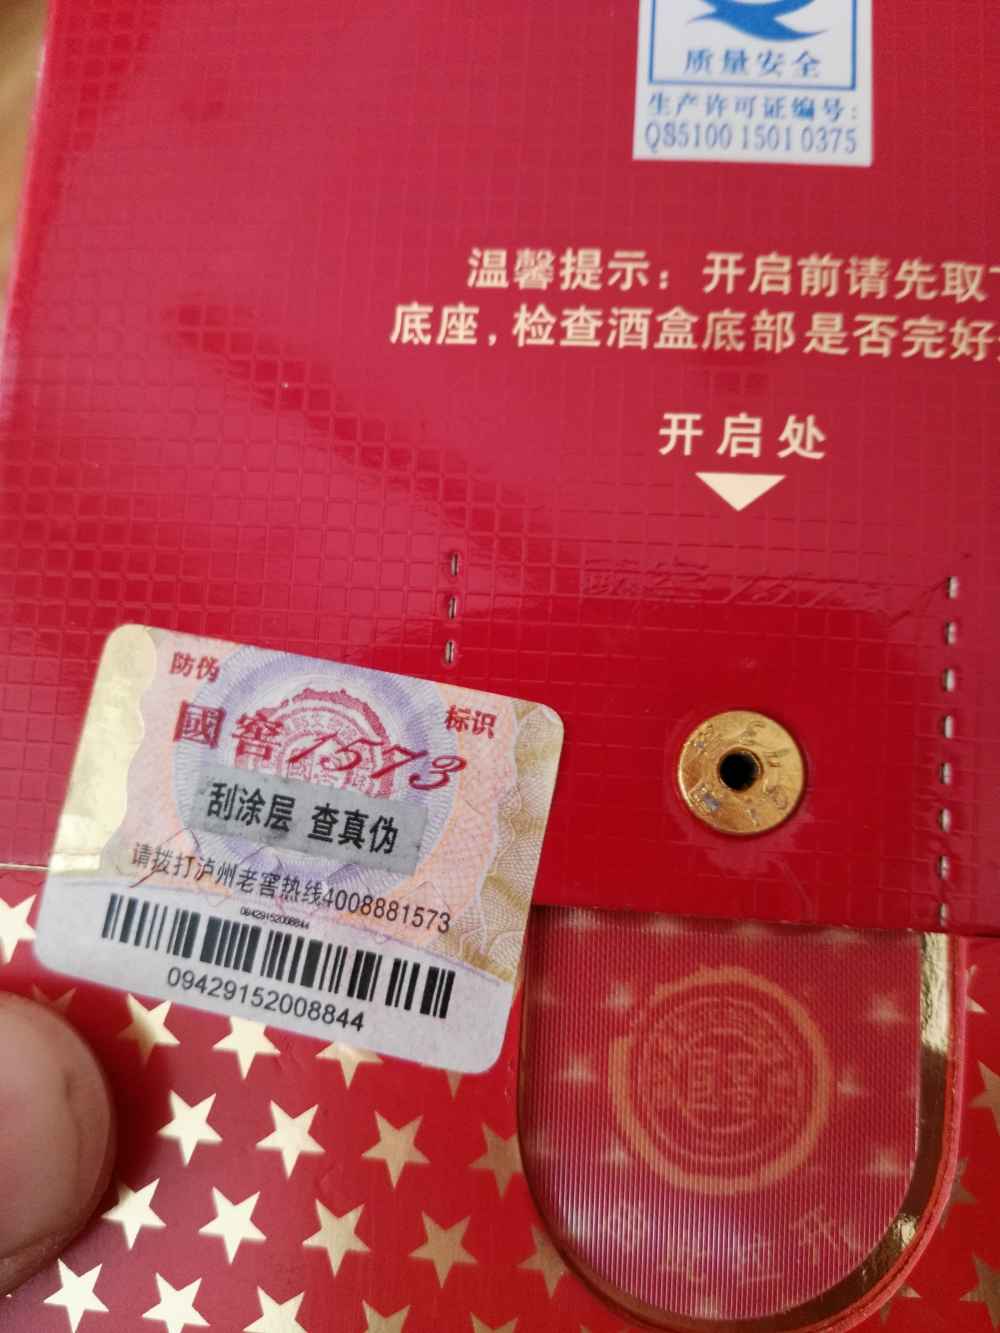 质量安全
生产许可证编号:
QS5100 1501 0375
温馨提示：开启前请先取下
底座，检查酒盒底部是否完好
开启处
防伪
标识
國窖1573
刮涂层 查真伪
请拨打泸州老窖热线4008881573
09429152008844
09429152008844